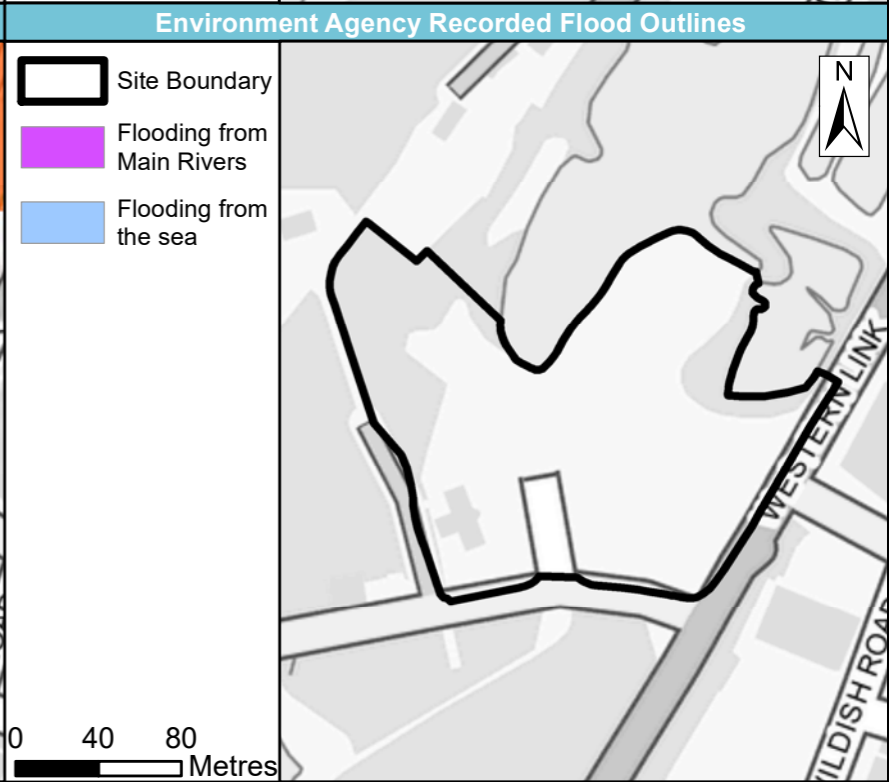 Environment Agency Recorded Flood Outlines
Site Boundary
Flooding from
Main Rivers
Flooding from
the sea
N
WESTERN LINK
0 40 80
Metres